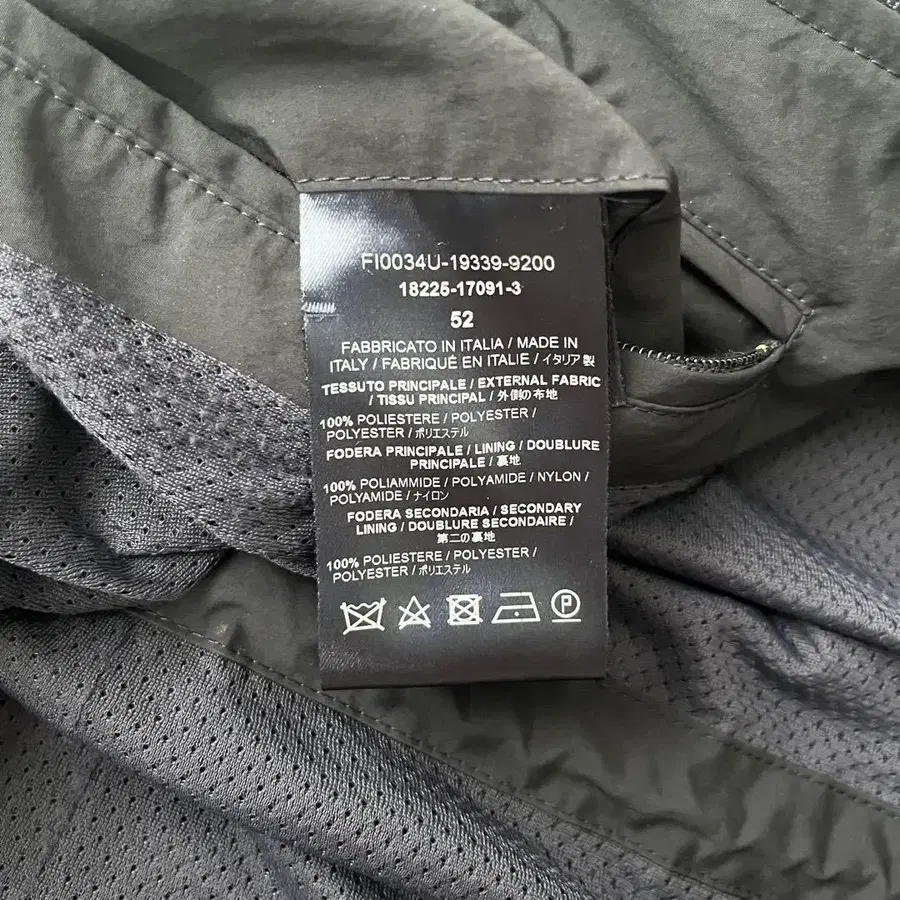 FI0034U-19339-9200
18225-17091-3
52
FABBRICATO IN ITALIA / MADE IN
ITALY / FABRIQUÉ EN ITALIE / イタリア製
TESSUTO PRINCIPALE / EXTERNAL FABRIC
/ TISSU PRINCIPAL / 外側の布地
100% POLIESTERE / POLYESTER /
POLYESTER / ポリエステル
FODERA PRINCIPALE / LINING / DOUBLURE
PRINCIPALE / 裏地
100% POLIAMMIDE / POLYAMIDE / NYLON /
POLYAMIDE / ナイロン
FODERA SECONDARIA / SECONDARY
LINING / DOUBLURE SECONDAIRE /
第二の裏地
100% POLIESTERE / POLYESTER /
POLYESTER / ポリエステル
P